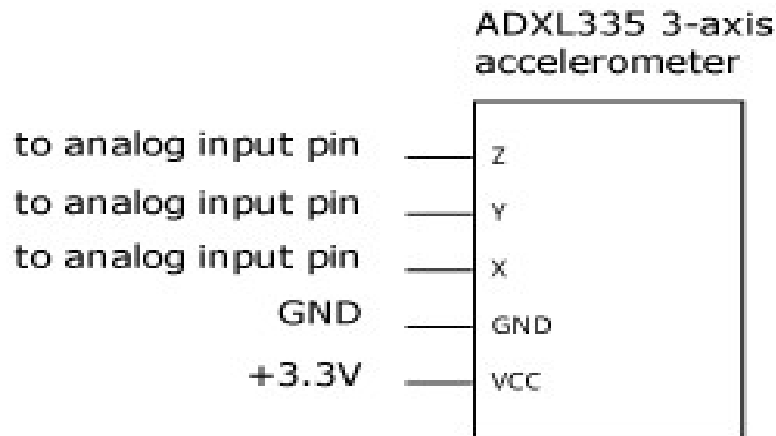 ADXL335 3-axis
accelerometer
to analog input pin Z
to analog input pin Y
to analog input pin X
GND GND
+3.3V VCC